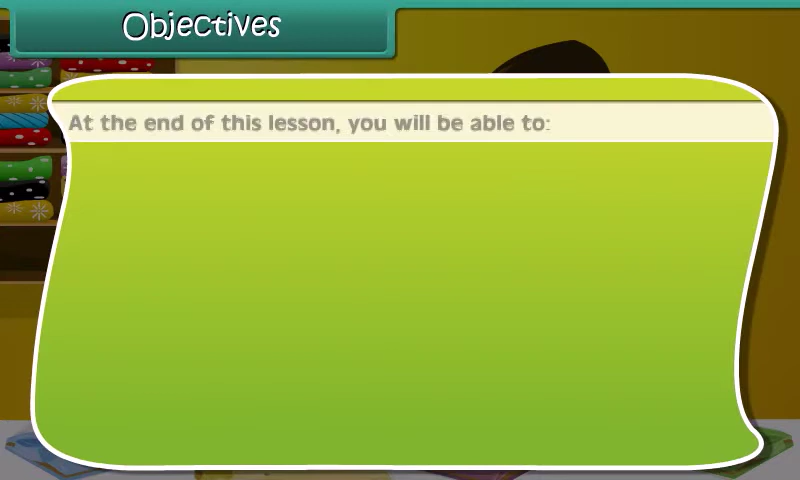 Objectives
At the end of this lesson, you will be able to: